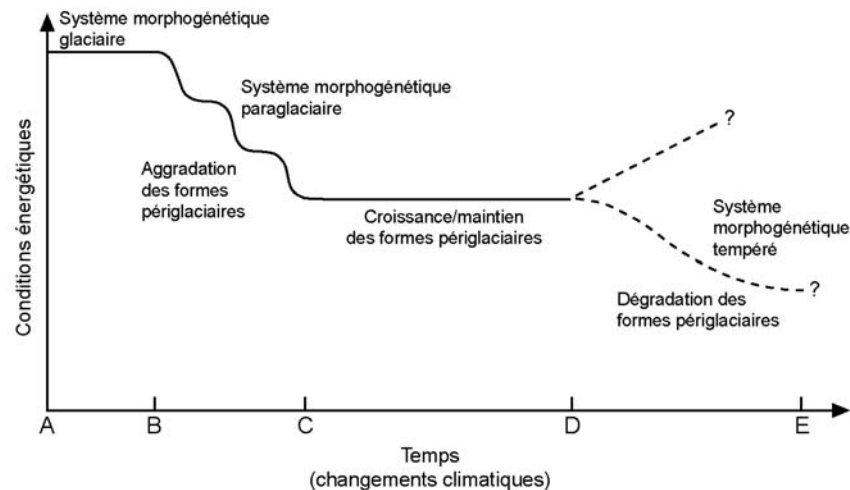 Système morphogénétique
glaciaire
Système morphogénétique
paraglaciaire
Aggradation
des formes
périglaciaires
Croissance/maintien
des formes périglaciaires
?
Système
morphogénétique
tempéré
?
Dégradation des
formes périglaciaires
Conditions énergétiques
A
B
C
D
E
Temps
(changements climatiques)